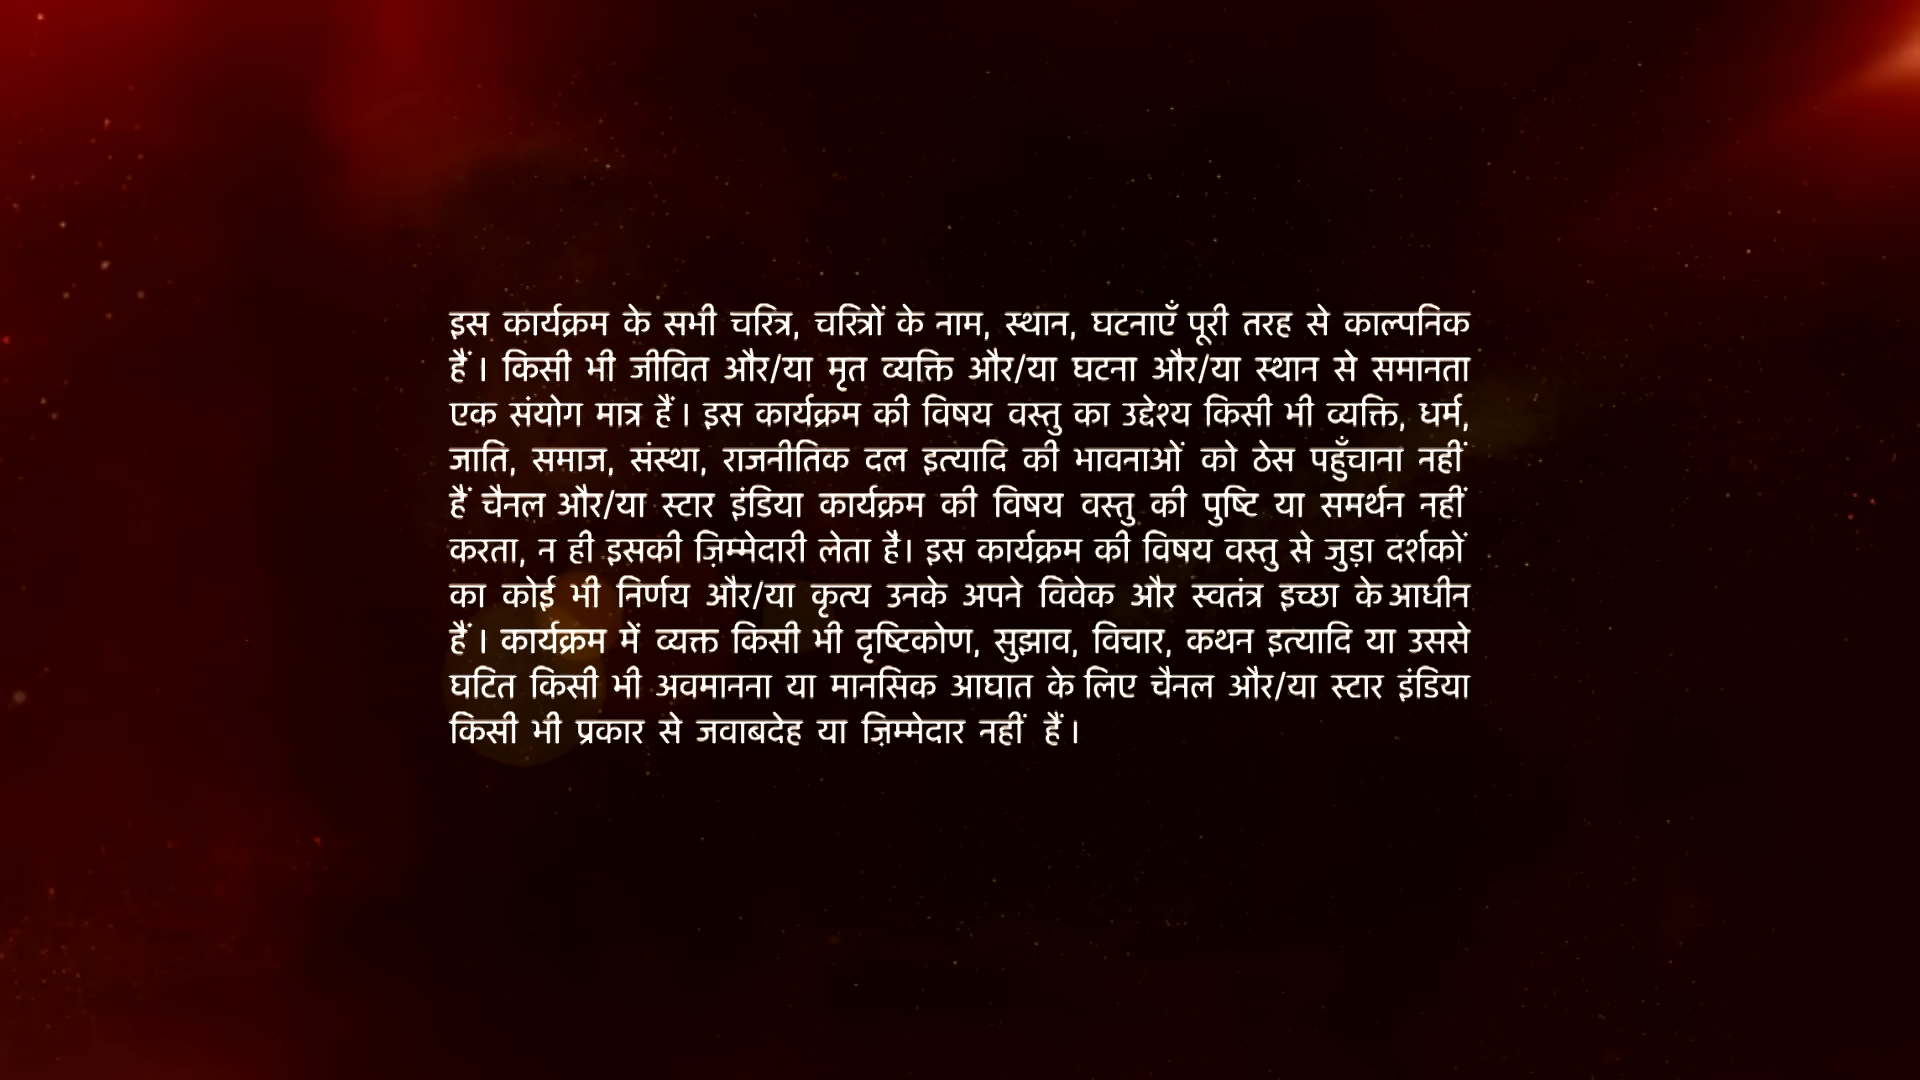 इस कार्यक्रम के सभी चरित्र, चरित्रों के नाम, स्थान, घटनाएँ पूरी तरह से काल्पनिक
हैं । किसी भी जीवित और/या मृत व्यक्ति और/या घटना और/या स्थान से समानता
एक संयोग मात्र हैं । इस कार्यक्रम की विषय वस्तु का उद्देश्य किसी भी व्यक्ति, धर्म,
जाति, समाज, संस्था, राजनीतिक दल इत्यादि की भावनाओं को ठेस पहुँचाना नहीं
हैं चैनल और/या स्टार इंडिया कार्यक्रम की विषय वस्तु की पुष्टि या समर्थन नहीं
करता, न ही इसकी ज़िम्मेदारी लेता है। इस कार्यक्रम की विषय वस्तु से जुड़ा दर्शकों
का कोई भी निर्णय और/या कृत्य उनके अपने विवेक और स्वतंत्र इच्छा के आधीन
हैं । कार्यक्रम में व्यक्त किसी भी दृष्टिकोण, सुझाव, विचार, कथन इत्यादि या उससे
घटित किसी भी अवमानना या मानसिक आघात के लिए चैनल और/या स्टार इंडिया
किसी भी प्रकार से जवाबदेह या ज़िम्मेदार नहीं हैं ।